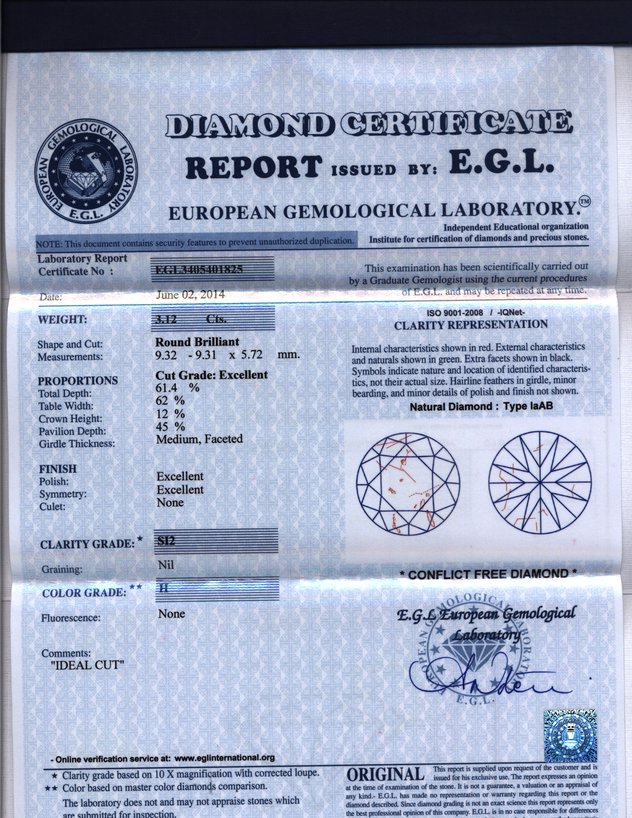 EUROPEAN GEMOLOGICAL LABORATORY
E.G.L.
DIAMOND CERTIFICATE
REPORT ISSUED BY: E.G.L.
EUROPEAN GEMOLOGICAL LABORATORY.™
Independent Educational organization
Institute for certification of diamonds and precious stones.
NOTE: This document contains security features to prevent unauthorized duplication.
Laboratory Report
Certificate No : EGL3405401825
Date: June 02, 2014
WEIGHT: 3.12 Cts.
Shape and Cut: Round Brilliant
Measurements: 9.32 - 9.31 x 5.72 mm.
PROPORTIONS Cut Grade: Excellent
Total Depth: 61.4 %
Table Width: 62 %
Crown Height: 12 %
Pavilion Depth: 45 %
Girdle Thickness: Medium, Faceted
FINISH
Polish: Excellent
Symmetry: Excellent
Culet: None
CLARITY GRADE: * SI2
Graining: Nil
COLOR GRADE: ** H
Fluorescence: None
Comments:
"IDEAL CUT"
This examination has been scientifically carried out
by a Graduate Gemologist using the current procedures
of E.G.L. and may be repeated at any time.
ISO 9001-2008 / -IQNet-
CLARITY REPRESENTATION
Internal characteristics shown in red. External characteristics
and naturals shown in green. Extra facets shown in black.
Symbols indicate nature and location of identified characteris-
tics, not their actual size. Hairline feathers in girdle, minor
bearding, and minor details of polish and finish not shown.
Natural Diamond : Type IaAB
* CONFLICT FREE DIAMOND *
E.G.L European Gemological
Laboratory
EUROPEAN GEMOLOGICAL LABORATORY
E.G.L.
- Online verification service at: www.eglinternational.org
★ Clarity grade based on 10 X magnification with corrected loupe.
★★ Color based on master color diamonds comparison.
The laboratory does not and may not appraise stones which
are submitted for inspection.
ORIGINAL This report is supplied upon request of the customer and is
issued for his exclusive use. The report expresses an opinion
at the time of examination of the stone. It is not a guarantee, a valuation or an appraisal of
any kind.- E.G.L. has made no representation or warranty regarding this report or the
diamond described. Since diamond grading is not an exact science this report represents only
the best professional opinion of this company. E.G.L. is in no case responsible for differences